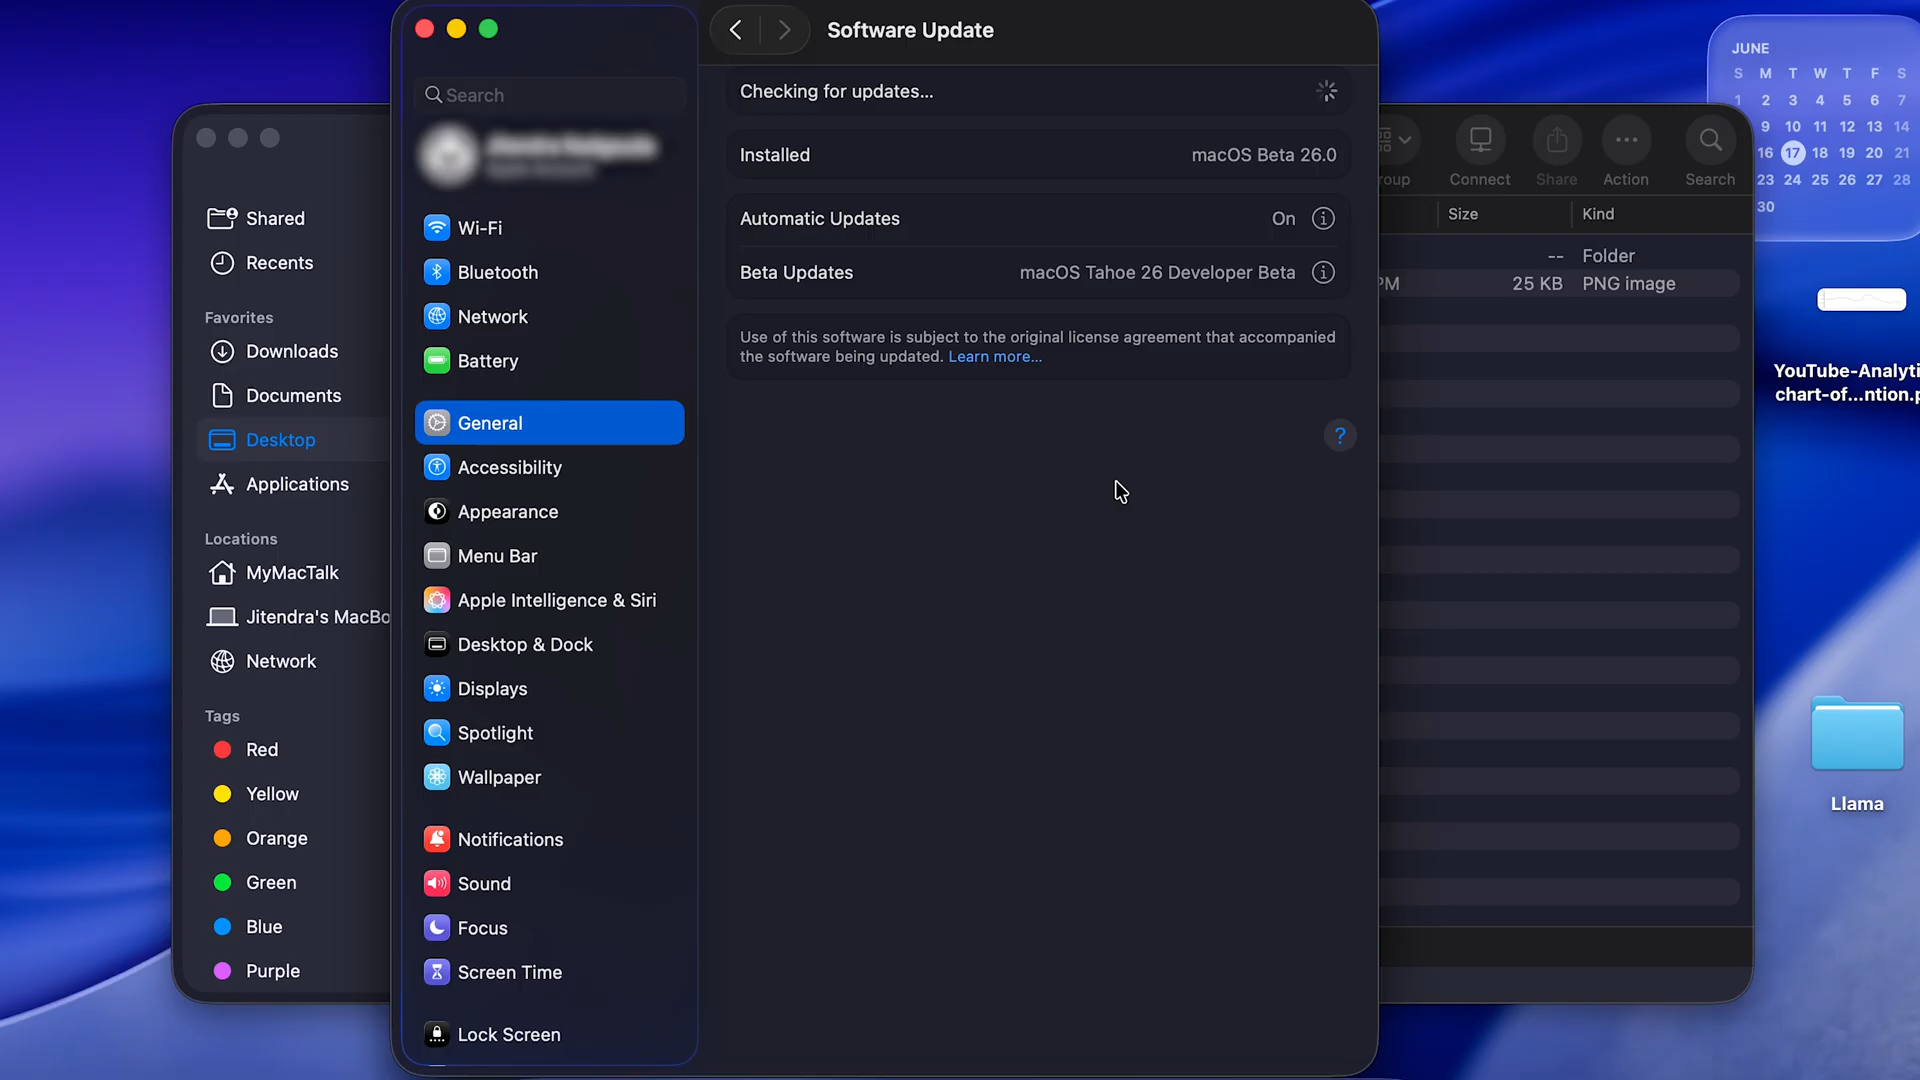 Shared
Recents
Favorites
Downloads
Documents
Desktop
Applications
Locations
MyMacTalk
Jitendra's MacBo
Network
Tags
Red
Yellow
Orange
Green
Blue
Purple
Search
Wi-Fi
Bluetooth
Network
Battery
General
Accessibility
Appearance
Menu Bar
Apple Intelligence & Siri
Desktop & Dock
Displays
Spotlight
Wallpaper
Notifications
Sound
Focus
Screen Time
Lock Screen
Software Update
Checking for updates...
Installed macOS Beta 26.0
Automatic Updates On
Beta Updates macOS Tahoe 26 Developer Beta
Use of this software is subject to the original license agreement that accompanied
the software being updated. Learn more...
?
roup Connect Share Action Search
Size Kind
-- Folder
PM 25 KB PNG image
JUNE
S M T W T F S
1 2 3 4 5 6 7
9 10 11 12 13 14
16 17 18 19 20 21
23 24 25 26 27 28
30
YouTube-Analyti
chart-of...ntion.p
Llama